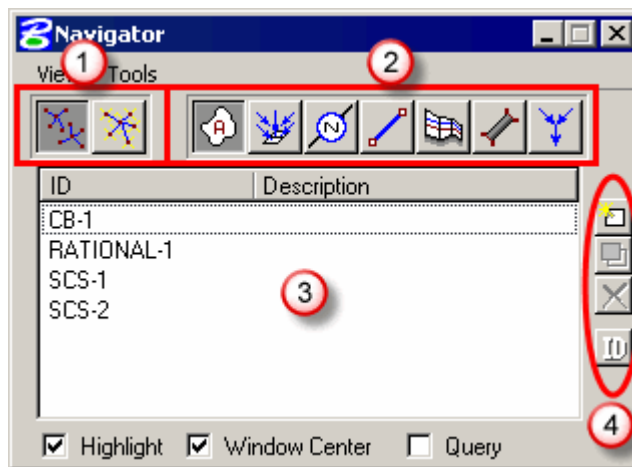 Navigator
View Tools
1
2
A
N
ID Description
CB-1
RATIONAL-1
SCS-1
SCS-2
3
ID
4
Highlight Window Center Query